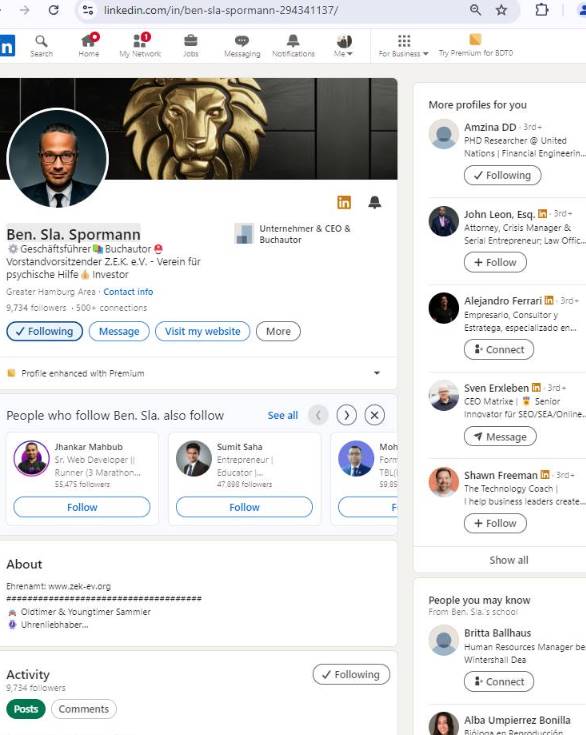 linkedin.com/in/ben-sla-spormann-294341137/
in
Search
Home
1
My Network
Jobs
Messaging
Notifications
Me
For Business
Try Premium for BDT0
in
Ben. Sla. Spormann
Geschäftsführer Buchautor
Vorstandvorsitzender Z.E.K. e.V. - Verein für
psychische Hilfe Investor
Unternehmer & CEO &
Buchautor
Greater Hamburg Area · Contact info
9,734 followers · 500+ connections
Following
Message
Visit my website
More
Profile enhanced with Premium
People who follow Ben. Sla. also follow
See all
Jhankar Mahbub
Sr. Web Developer ||
Runner (3 Marathon...
55,475 followers
Follow
Sumit Saha
Entrepreneur |
Educator |...
47,898 followers
Follow
Moh
Form
TBL(
59,85
F
About
Ehrenamt: www.zek-ev.org
####################################
Oldtimer & Youngtimer Sammler
Uhrenliebhaber...
Activity
9,734 followers
Following
Posts
Comments
More profiles for you
Amzina DD · 3rd+
PHD Researcher @ United
Nations | Financial Engineerin...
Following
John Leon, Esq. in · 3rd+
Attorney, Crisis Manager &
Serial Entrepreneur; Law Offic...
+ Follow
Alejandro Ferrari in · 3rd+
Empresario, Consultor y
Estratega, especializado en...
Connect
Sven Erxleben in · 3rd+
CEO Matrixe | Senior
Innovator für SEO/SEA/Online...
Message
Shawn Freeman in · 3rd+
The Technology Coach |
I help business leaders create...
+ Follow
Show all
People you may know
From Ben. Sla.'s school
Britta Ballhaus
Human Resources Manager be
Wintershall Dea
Connect
Alba Umpierrez Bonilla
Bióloga en Reproducción